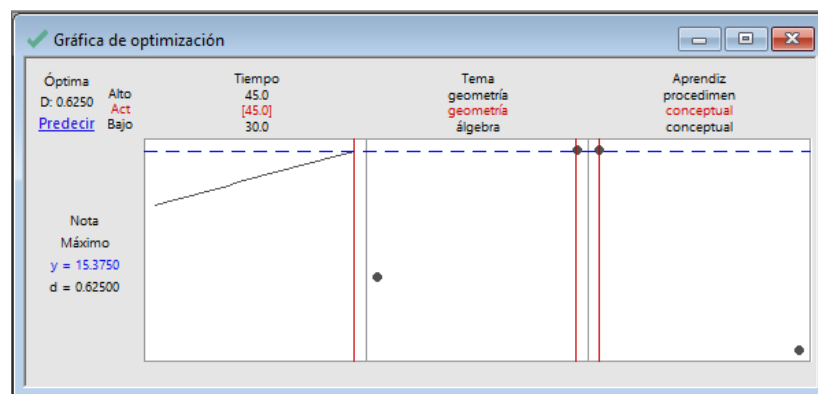 Gráfica de optimización
Óptima
D: 0.6250
Predecir
Alto
Act
Bajo
Tiempo
45.0
[45.0]
30.0
Tema
geometría
geometría
álgebra
Aprendiz
procedimen
conceptual
conceptual
Nota
Máximo
y = 15.3750
d = 0.62500